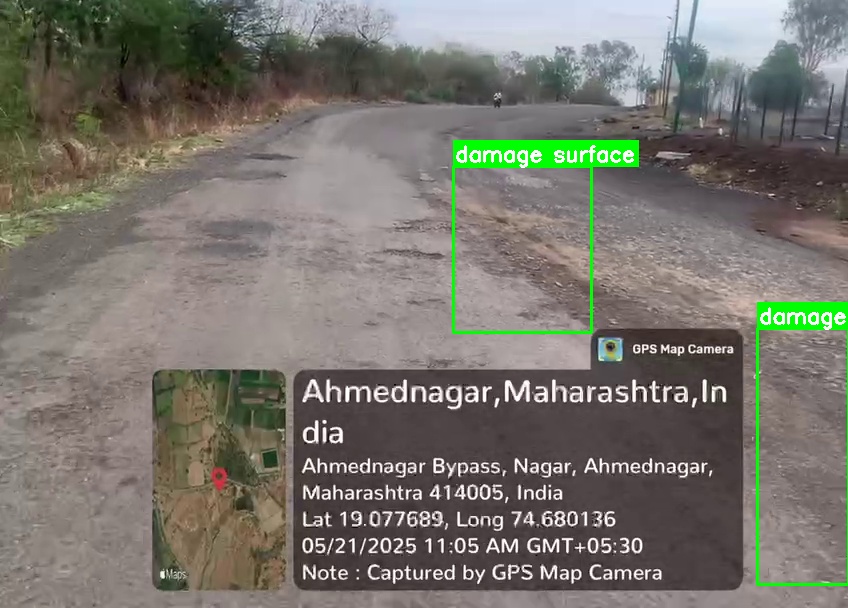 damage surface
damage
GPS Map Camera
Ahmednagar,Maharashtra,In
dia
Ahmednagar Bypass, Nagar, Ahmednagar,
Maharashtra 414005, India
Lat 19.077689, Long 74.680136
05/21/2025 11:05 AM GMT+05:30
Note : Captured by GPS Map Camera
Maps